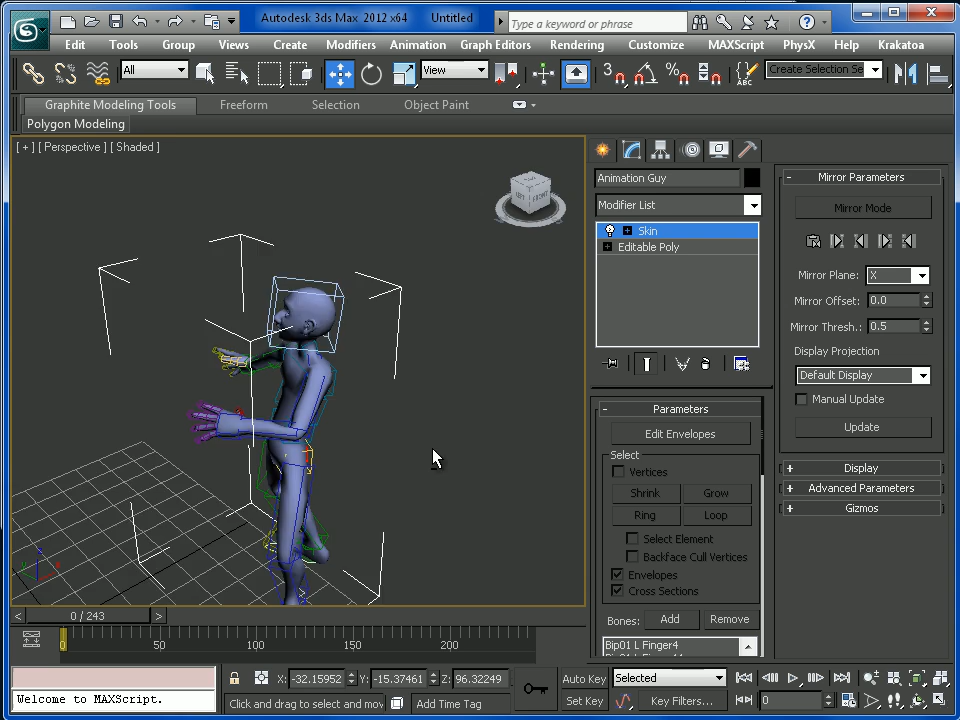 Autodesk 3ds Max 2012 x64 Untitled
Type a keyword or phrase
Edit Tools Group Views Create Modifiers Animation Graph Editors Rendering Customize MAXScript PhysX Help Krakatoa
All View 3 % ABC Create Selection Se
Graphite Modeling Tools Freeform Selection Object Paint
Polygon Modeling
[ + ] [ Perspective ] [ Shaded ]
Animation Guy
Modifier List
Skin
Editable Poly
Parameters
Edit Envelopes
Select
Vertices
Shrink Grow
Ring Loop
Select Element
Backface Cull Vertices
Envelopes
Cross Sections
Bones: Add Remove
Bip01 L Finger4
Mirror Parameters
Mirror Mode
Mirror Plane: X
Mirror Offset: 0.0
Mirror Thresh.: 0.5
Display Projection
Default Display
Manual Update
Update
Display
Advanced Parameters
Gizmos
0 / 243
0 50 100 150 200
X: -32.15952 Y: -15.37461 Z: 96.32249 Auto Key Selected
Welcome to MAXScript.
Click and drag to select and mov Add Time Tag Set Key Key Filters... 0